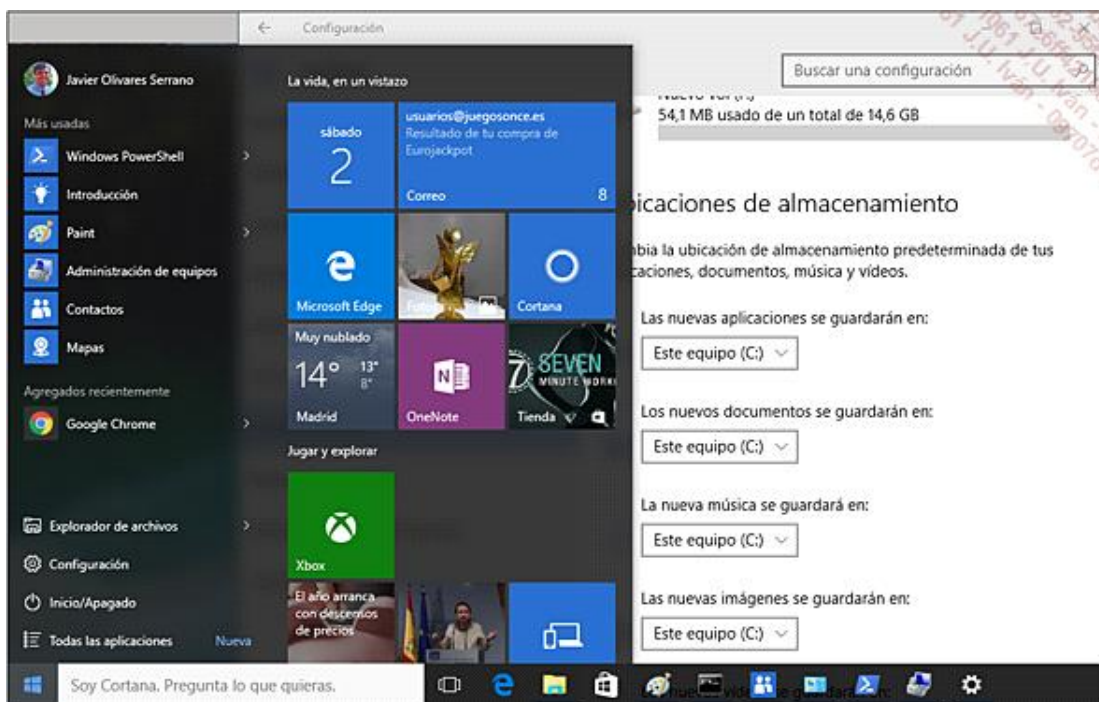 Configuración
Buscar una configuración
54,1 MB usado de un total de 14,6 GB
icaciones de almacenamiento
bia la ubicación de almacenamiento predeterminada de tus
caciones, documentos, música y vídeos.
Las nuevas aplicaciones se guardarán en:
Este equipo (C:)
Los nuevos documentos se guardarán en:
Este equipo (C:)
La nueva música se guardará en:
Este equipo (C:)
Las nuevas imágenes se guardarán en:
Este equipo (C:)
Javier Olivares Serrano
Más usadas
Windows PowerShell
Introducción
Paint
Administración de equipos
Contactos
Mapas
Agregados recientemente
Google Chrome
Explorador de archivos
Configuración
Inicio/Apagado
Todas las aplicaciones Nueva
La vida, en un vistazo
sábado
2
usuarios@juegosonce.es
Resultado de tu compra de
Eurojackpot
Correo 8
Microsoft Edge
Cortana
Muy nublado
14° 13°
8°
Madrid
OneNote
7 SEVEN
MINUTE WORK
Tienda
Jugar y explorar
Xbox
El año arranca
con descensos
de precios
Soy Cortana. Pregunta lo que quieras.